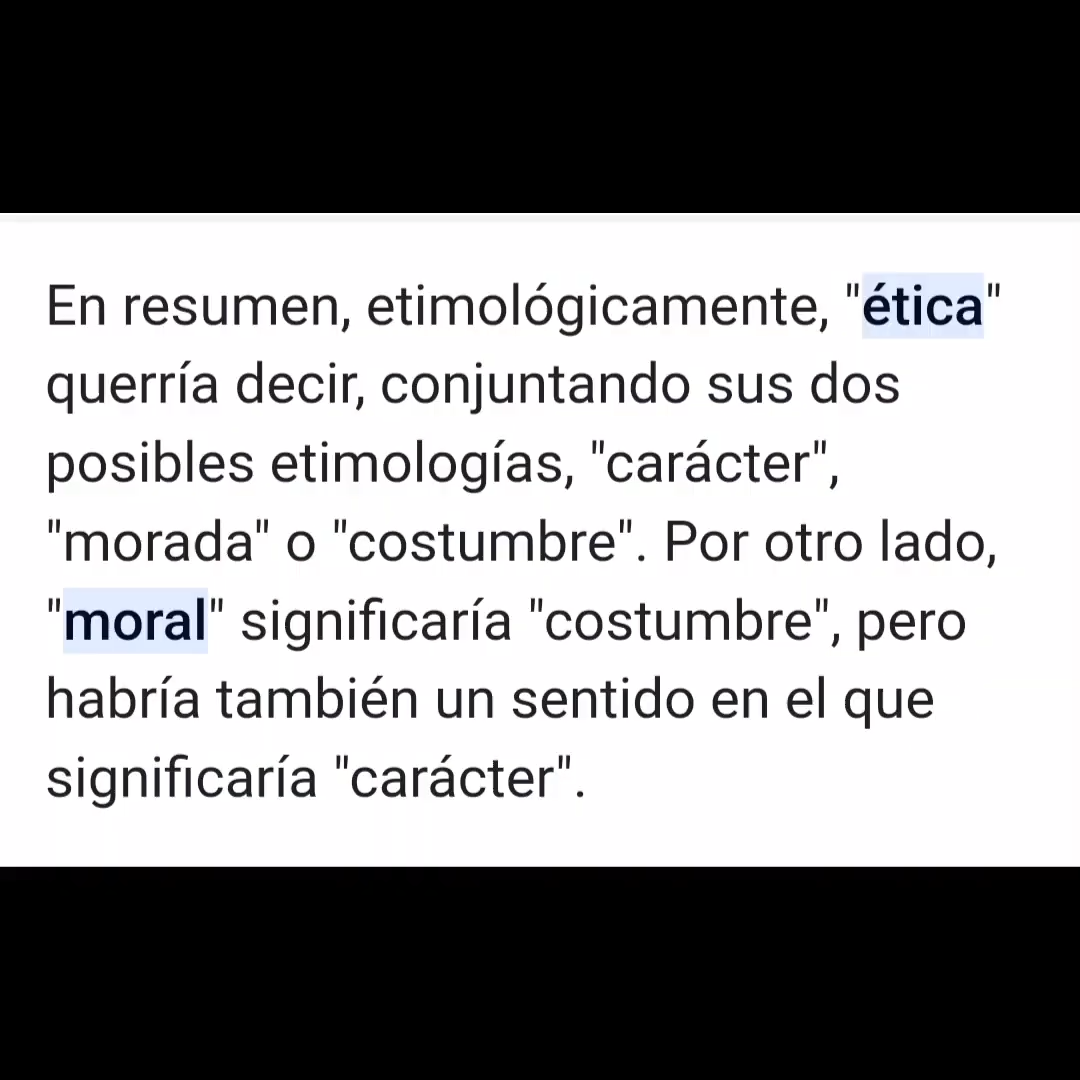 En resumen, etimológicamente, "ética"
querría decir, conjuntando sus dos
posibles etimologías, "carácter",
"morada" o "costumbre". Por otro lado,
"moral" significaría "costumbre", pero
habría también un sentido en el que
significaría "carácter".